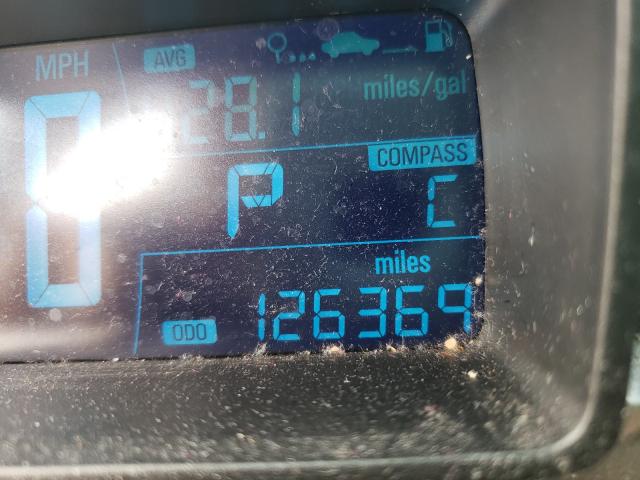 MPH AVG
28.1 miles/gal
0
COMPASS
P C
miles
ODO 126369